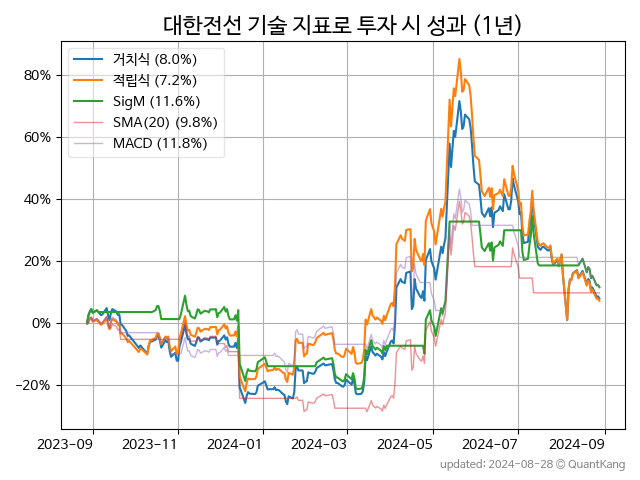 대한전선 기술 지표로 투자 시 성과 (1년)
거치식 (8.0%)
적립식 (7.2%)
SigM (11.6%)
SMA(20) (9.8%)
MACD (11.8%)
80%
60%
40%
20%
0%
−20%
2023-09 2023-11 2024-01 2024-03 2024-05 2024-07 2024-09
updated: 2024-08-28 © QuantKang